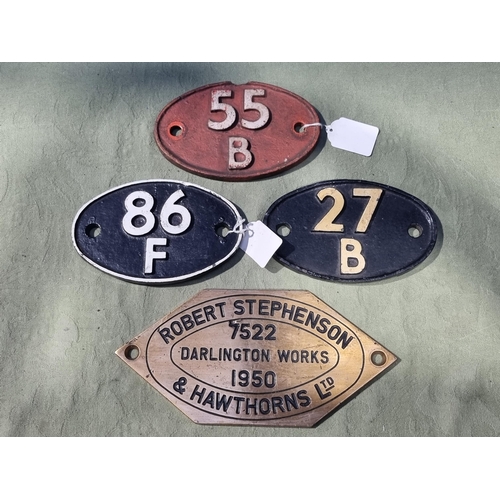 55
B
86
F
27
B
ROBERT STEPHENSON
7522
DARLINGTON WORKS
1950
& HAWTHORNS LTD